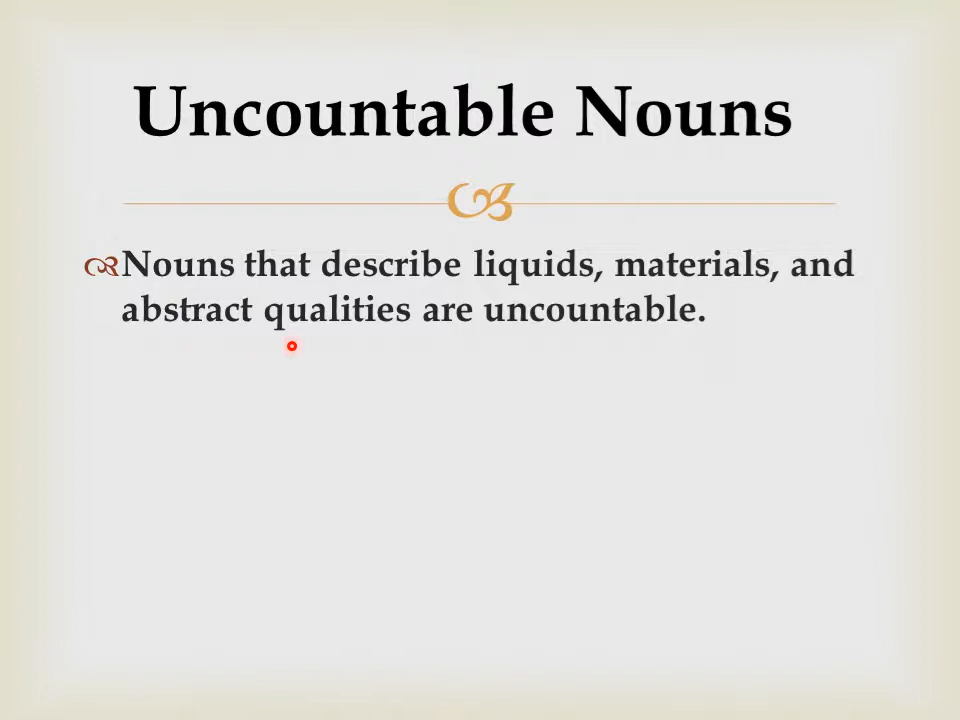 Uncountable Nouns
Nouns that describe liquids, materials, and
abstract qualities are uncountable.